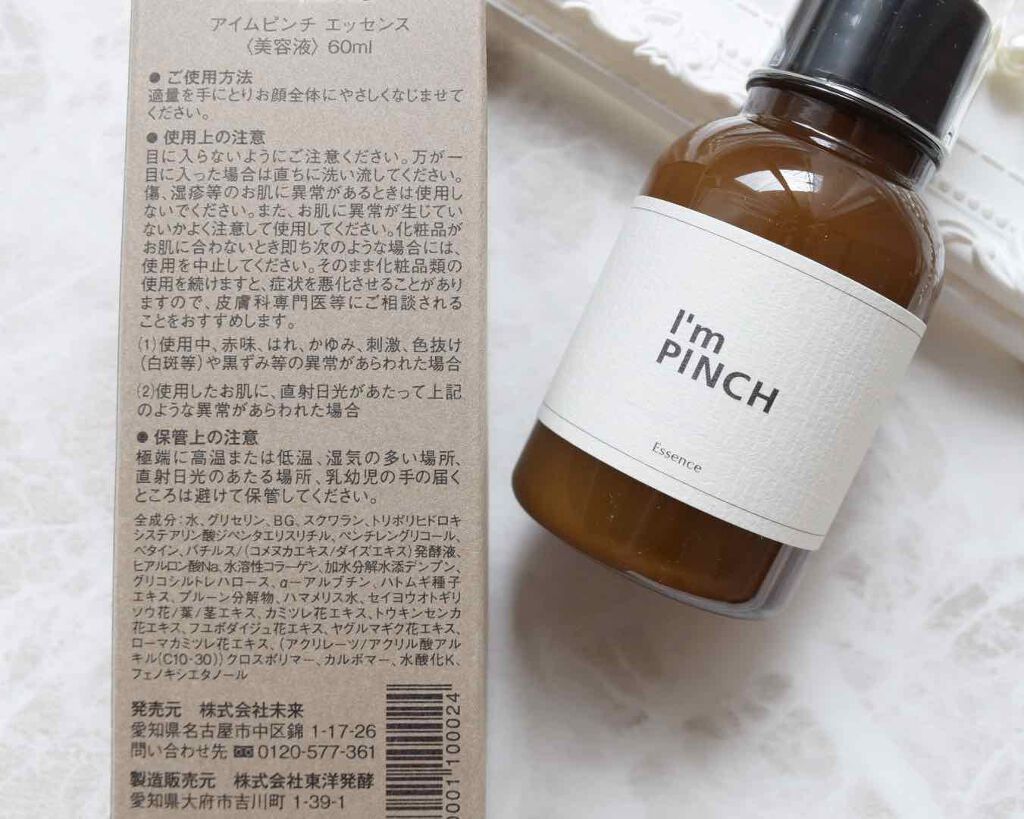 アイムピンチ エッセンス
〈美容液〉 60ml
● ご使用方法
適量を手にとりお顔全体にやさしくなじませて
ください。
● 使用上の注意
目に入らないようにご注意ください。万が一
目に入った場合は直ちに洗い流してください。
傷、湿疹等のお肌に異常があるときは使用し
ないでください。また、お肌に異常が生じてい
ないかよく注意して使用してください。化粧品が
お肌に合わないとき即ち次のような場合には、
使用を中止してください。そのまま化粧品類の
使用を続けますと、症状を悪化させることがあり
ますので、皮膚科専門医等にご相談される
ことをおすすめします。
(1)使用中、赤味、はれ、かゆみ、刺激、色抜け
(白斑等)や黒ずみ等の異常があらわれた場合
(2)使用したお肌に、直射日光があたって上記
のような異常があらわれた場合
● 保管上の注意
極端に高温または低温、湿気の多い場所、
直射日光のあたる場所、乳幼児の手の届く
ところは避けて保管してください。
全成分:水、グリセリン、BG、スクワラン、トリポリヒドロキ
システアリン酸ジペンタエリスリチル、ペンチレングリコール、
ベタイン、バチルス/(コメヌカエキス/ダイズエキス)発酵液、
ヒアルロン酸Na、水溶性コラーゲン、加水分解水添デンプン、
グリコシルトレハロース、α-アルブチン、ハトムギ種子
エキス、プルーン分解物、ハマメリス水、セイヨウオトギリ
ソウ花/葉/茎エキス、カミツレ花エキス、トウキンセンカ
花エキス、フユボダイジュ花エキス、ヤグルマギク花エキス、
ローマカミツレ花エキス、(アクリレーツ/アクリル酸アル
キル(C10-30))クロスポリマー、カルボマー、水酸化K、
フェノキシエタノール
発売元 株式会社未来
愛知県名古屋市中区錦 1-17-26
問い合わせ先 0120-577-361
製造販売元 株式会社東洋発酵
愛知県大府市吉川町 1-39-1
0001 100024
I'm
PINCH
Essence